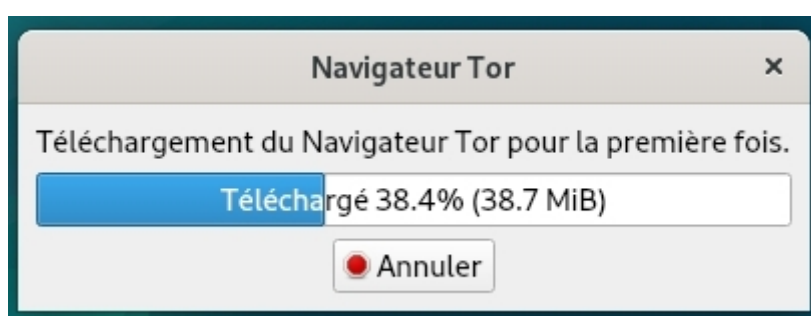 Navigateur Tor
Téléchargement du Navigateur Tor pour la première fois.
Téléchargé 38.4% (38.7 MiB)
Annuler